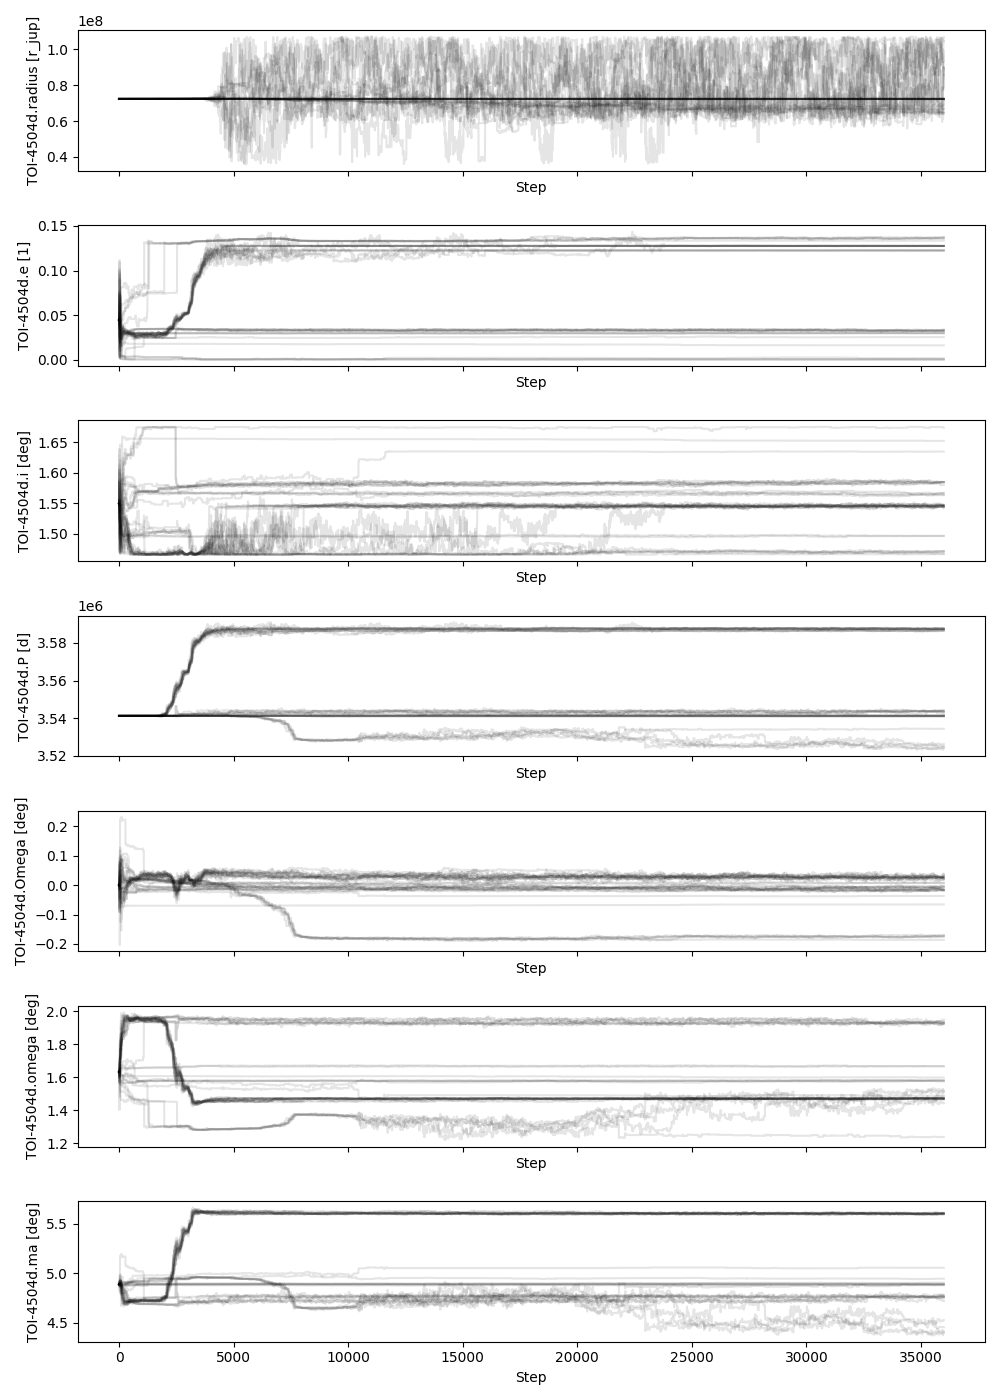 1e8
TOI-4504d.radius [r_jup]
1.0
0.8
0.6
0.4
Step
TOI-4504d.e [1]
0.15
0.10
0.05
0.00
Step
TOI-4504d.i [deg]
1.65
1.60
1.55
1.50
Step
1e6
TOI-4504d.P [d]
3.58
3.56
3.54
3.52
Step
TOI-4504d.Omega [deg]
0.2
0.1
0.0
−0.1
−0.2
Step
TOI-4504d.omega [deg]
2.0
1.8
1.6
1.4
1.2
Step
TOI-4504d.ma [deg]
5.5
5.0
4.5
0 5000 10000 15000 20000 25000 30000 35000
Step